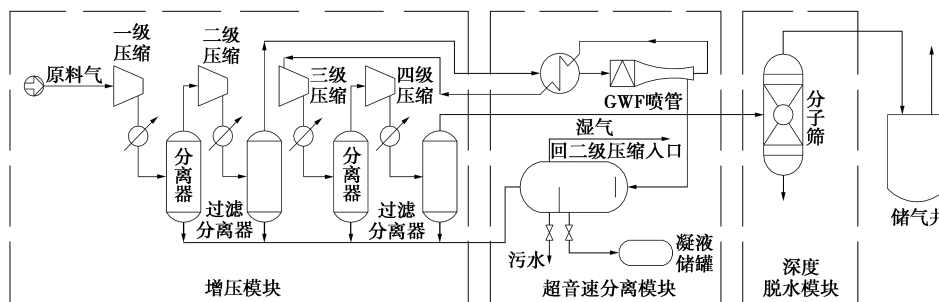 一级
压缩
二级
压缩
原料气
三级
压缩
四级
压缩
GWF喷管
分离器
分离器
过滤
分离器
过滤
分离器
湿气
回二级压缩入口
分子筛
储气井
污水
凝液
储罐
增压模块
超音速分离模块
深度
脱水模块